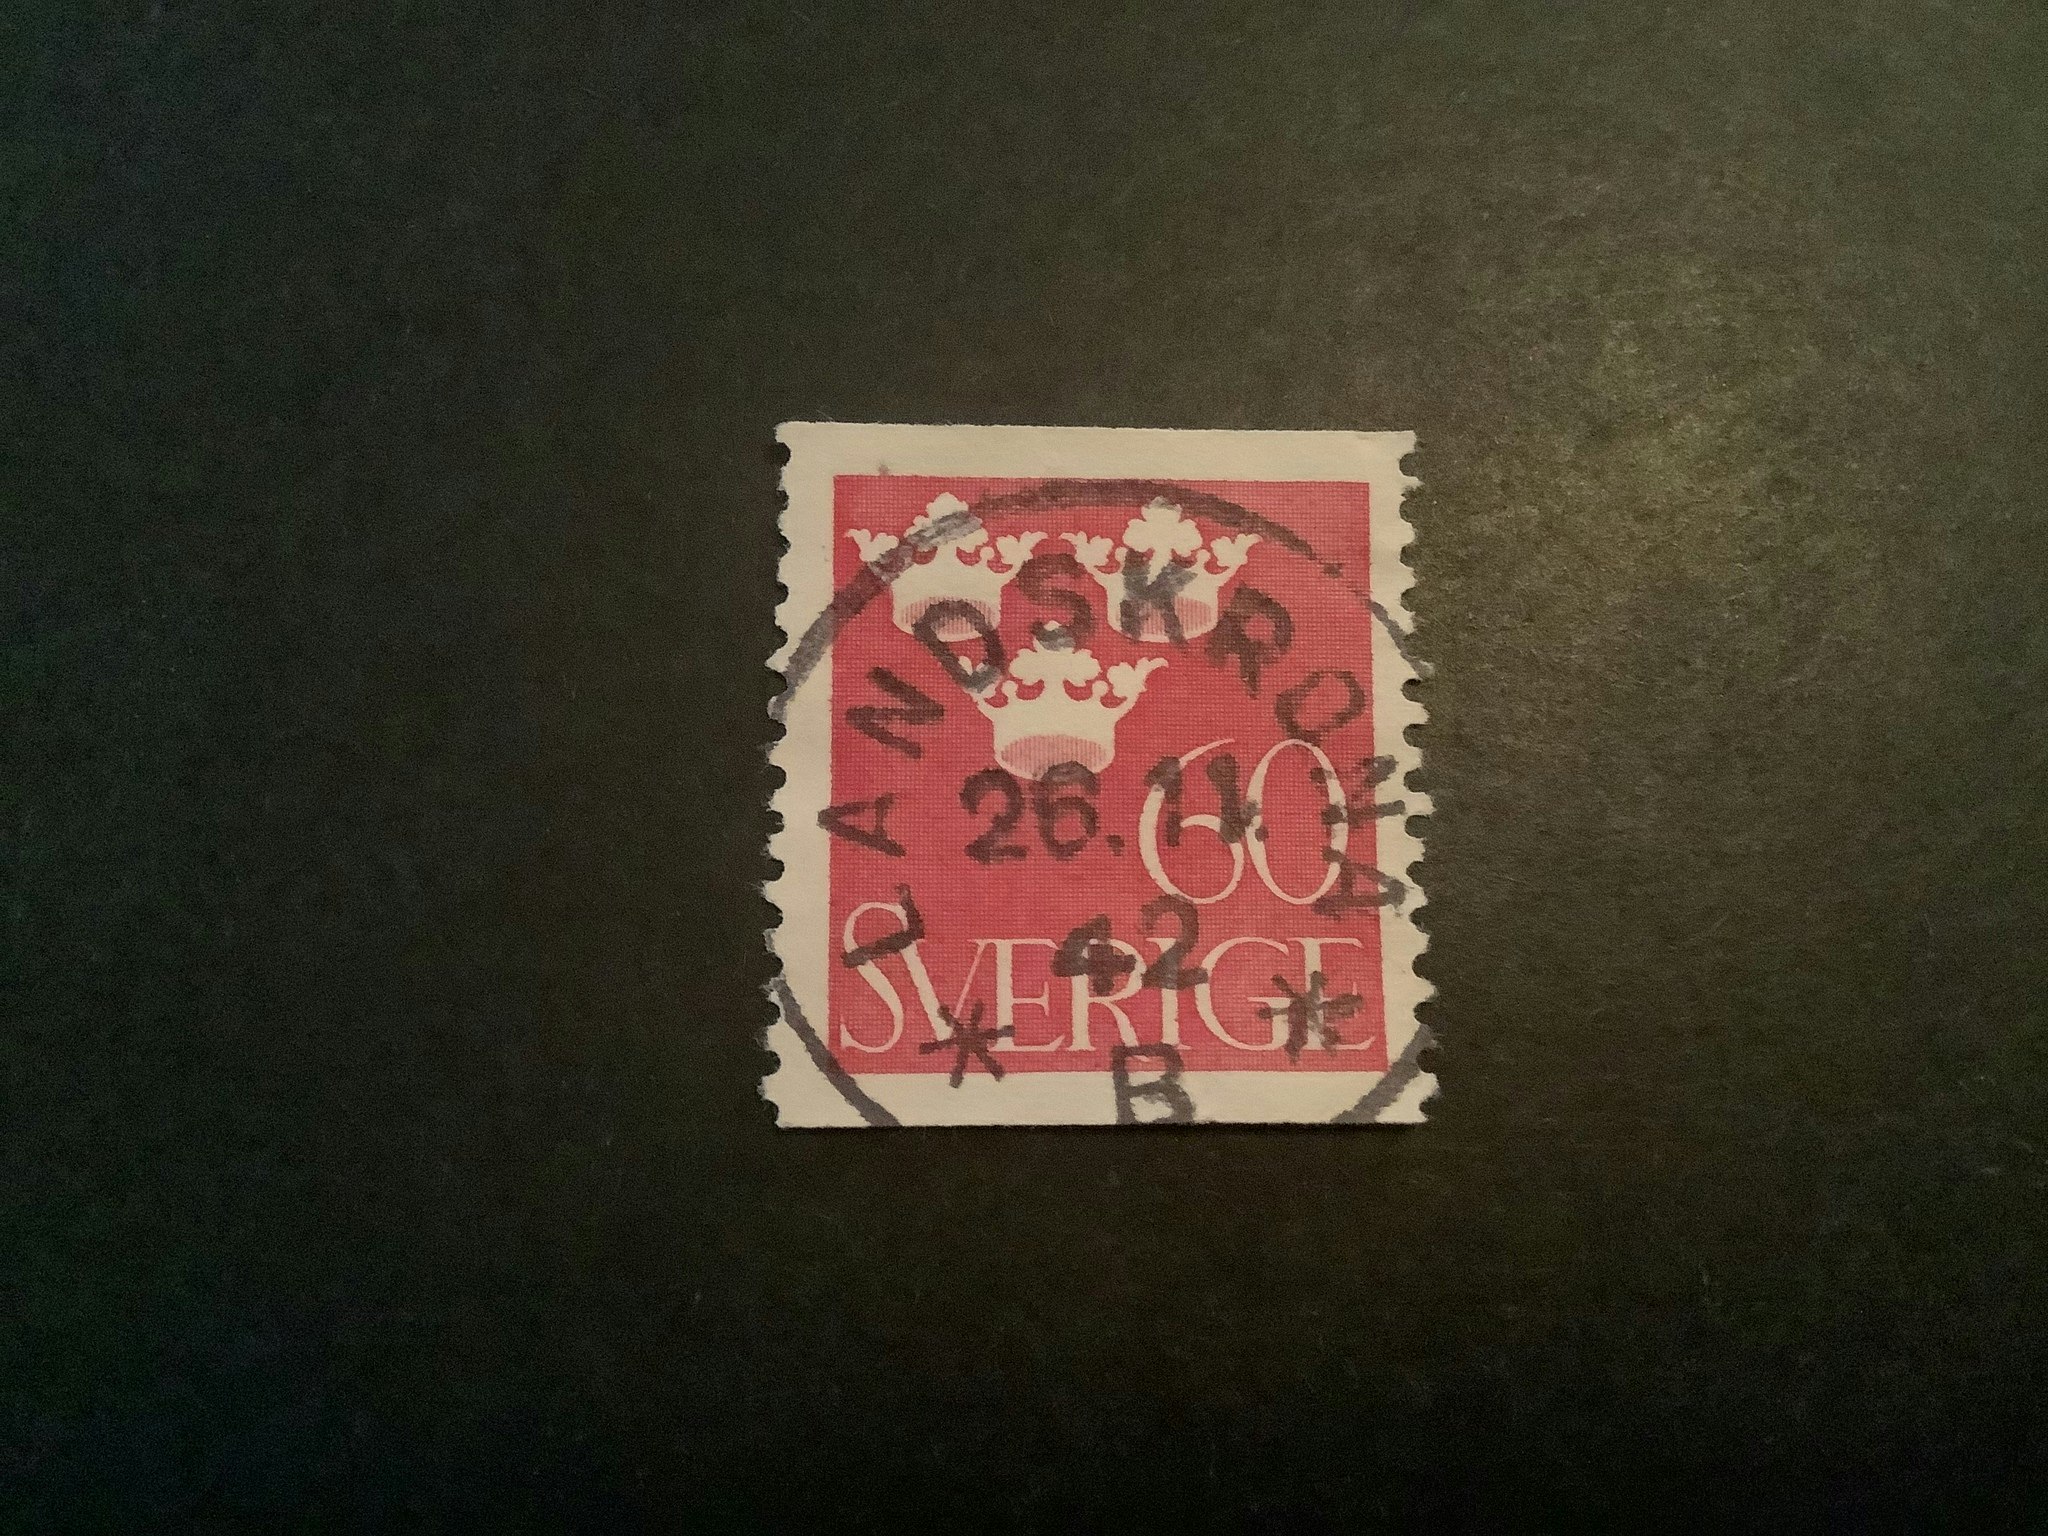 LANDSKRONA
26.11.
60
42
SVERIGE
* B *